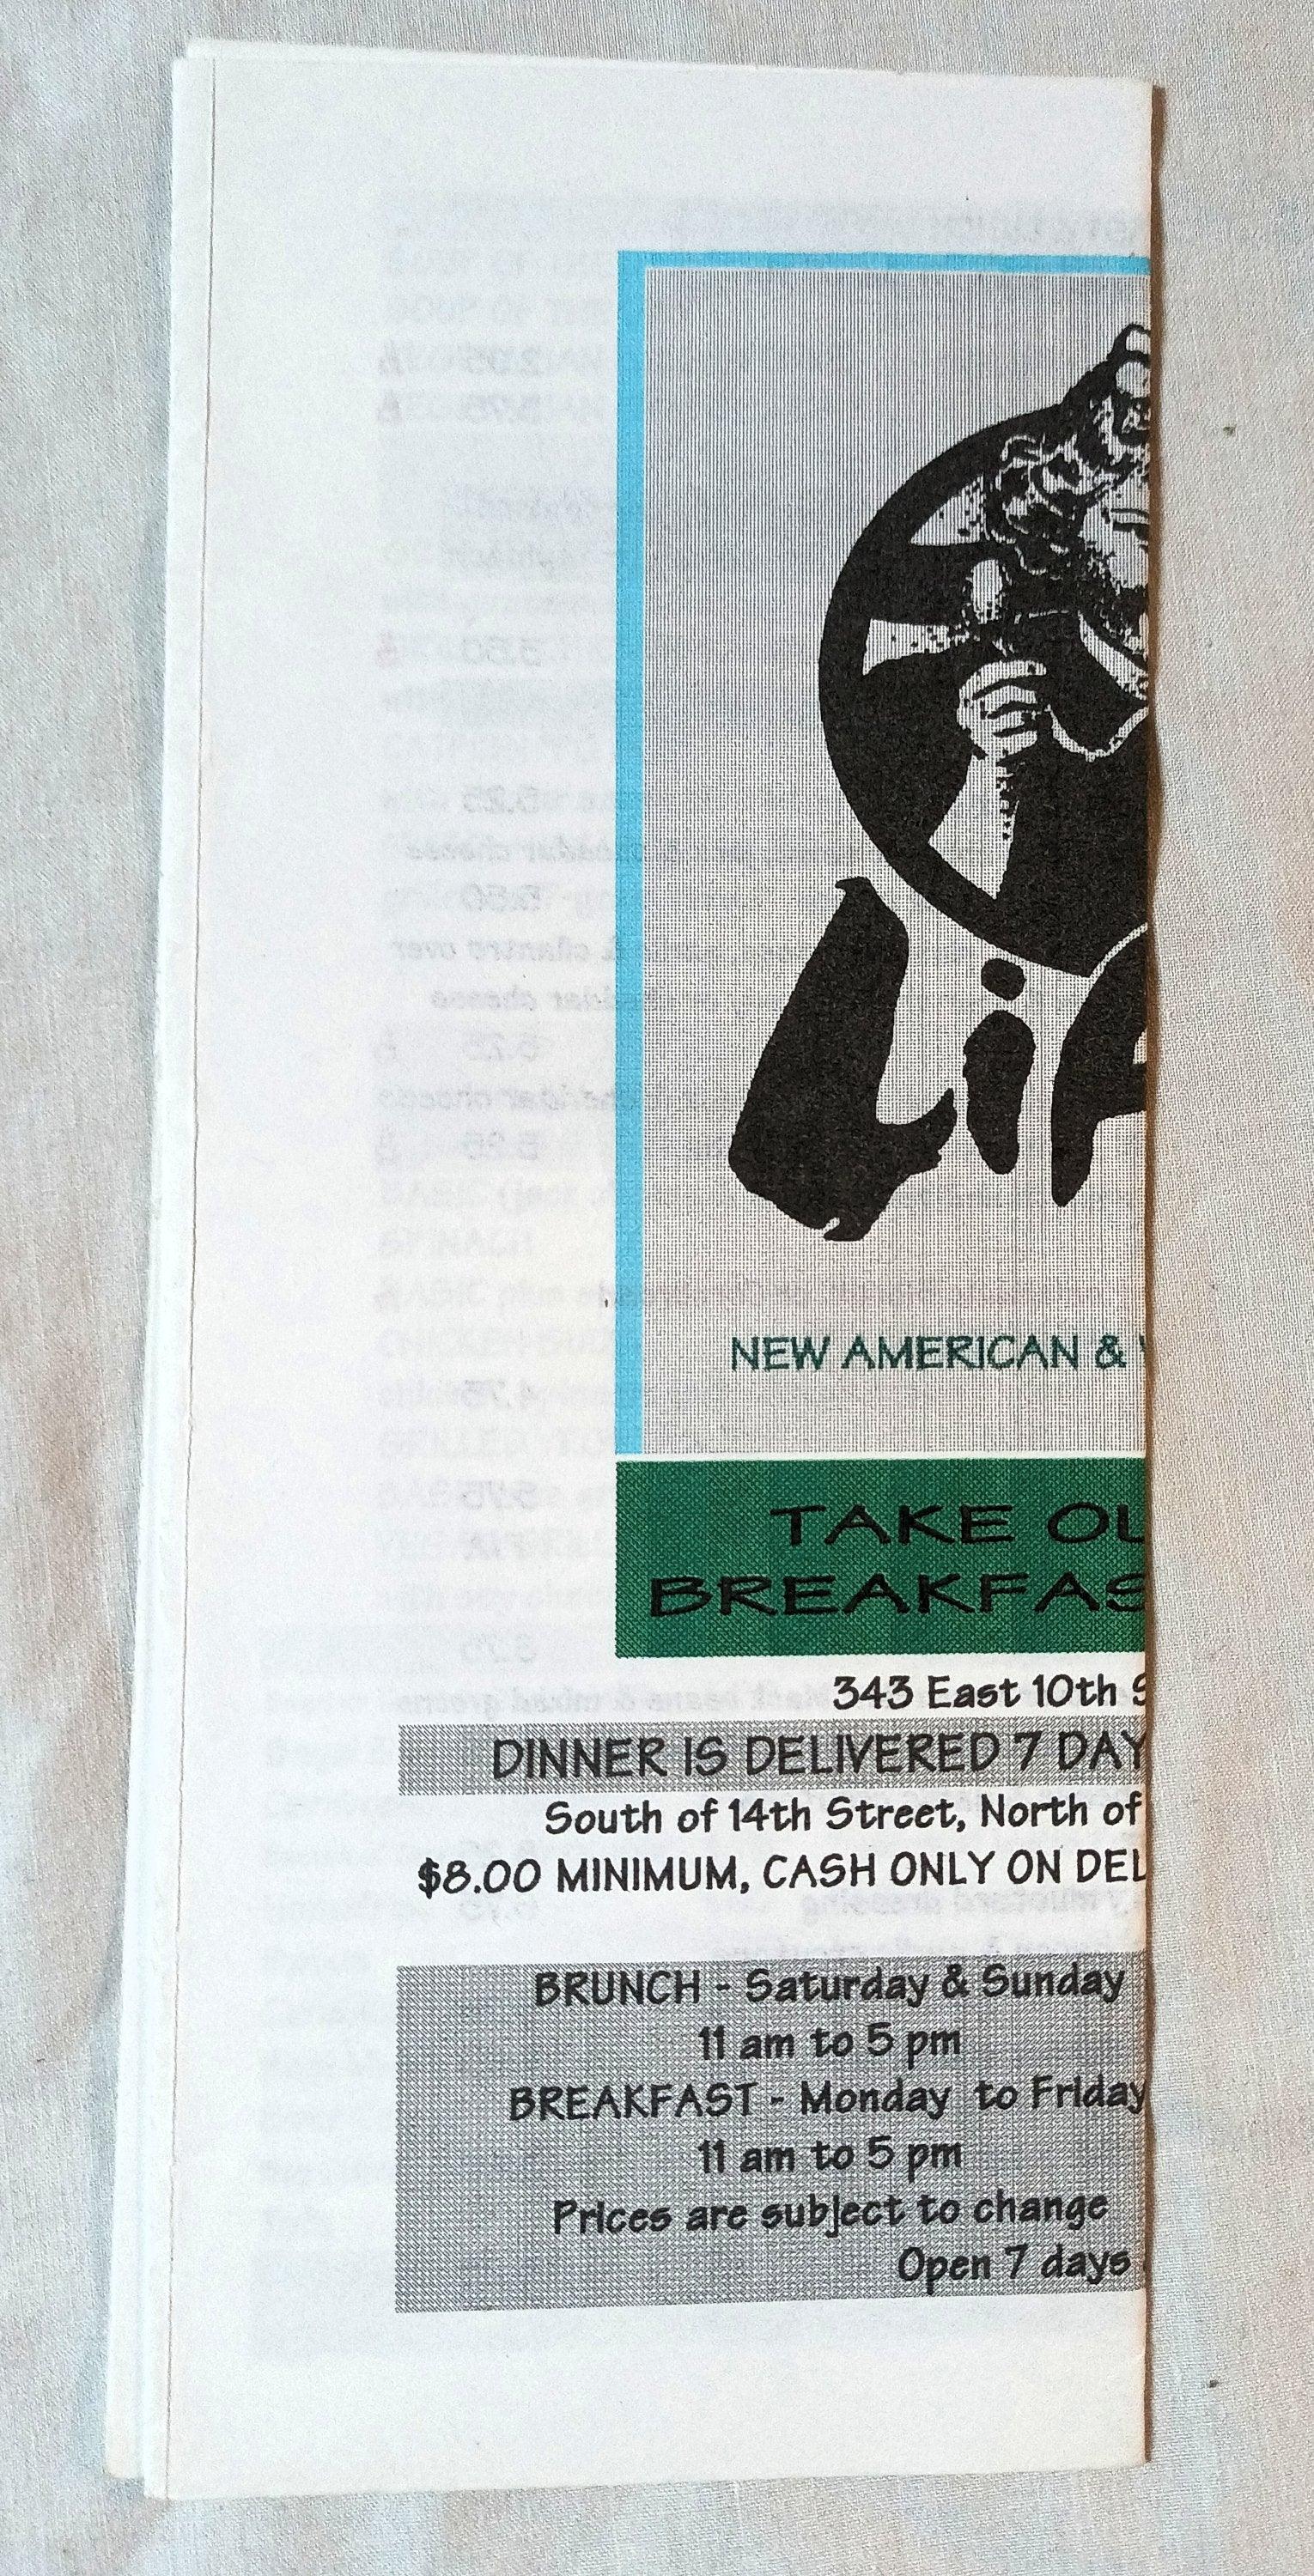 Lif
NEW AMERICAN &
TAKE OU
BREAKFAS
343 East 10th S
DINNER IS DELIVERED 7 DAY
South of 14th Street, North of
$8.00 MINIMUM, CASH ONLY ON DEL
BRUNCH - Saturday & Sunday
11 am to 5 pm
BREAKFAST - Monday to Friday
11 am to 5 pm
Prices are subject to change
Open 7 days